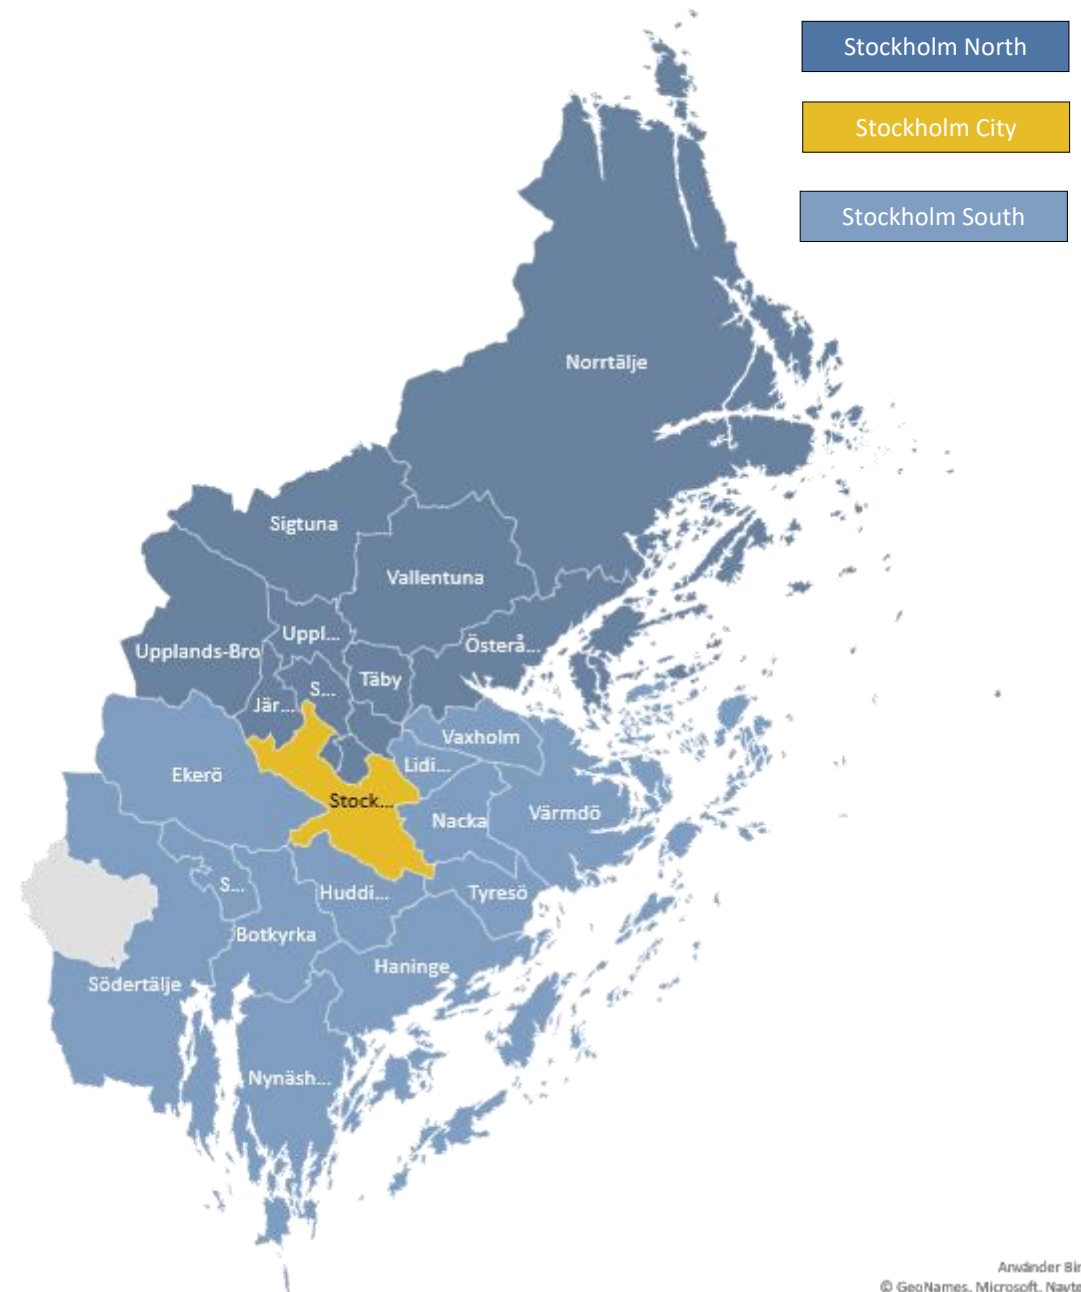 Stockholm North
Stockholm City
Stockholm South
Norrtälje
Sigtuna
Vallentuna
Uppl...
Österå...
Upplands-Bro
Täby
S...
Jär...
Vaxholm
Lidi...
Ekerö
Stock...
Värmdö
Nacka
S...
Huddi...
Tyresö
Botkyrka
Haninge
Södertälje
Nynäsh...
Använder Bin
© GeoNames, Microsoft, Navte